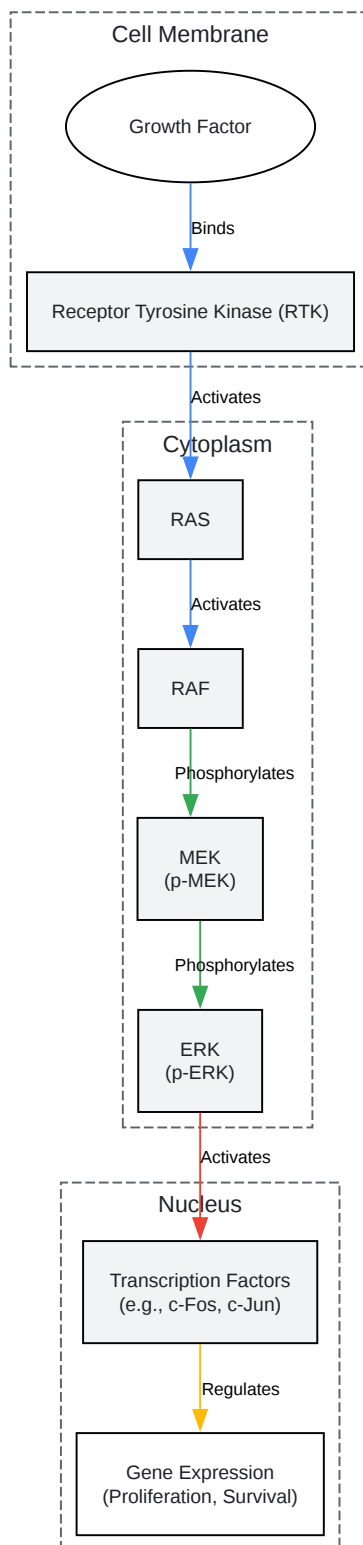 Cell Membrane
Growth Factor
Binds
Receptor Tyrosine Kinase (RTK)
Activates
Cytoplasm
RAS
Activates
RAF
Phosphorylates
MEK
(p-MEK)
Phosphorylates
ERK
(p-ERK)
Activates
Nucleus
Transcription Factors
(e.g., c-Fos, c-Jun)
Regulates
Gene Expression
(Proliferation, Survival)